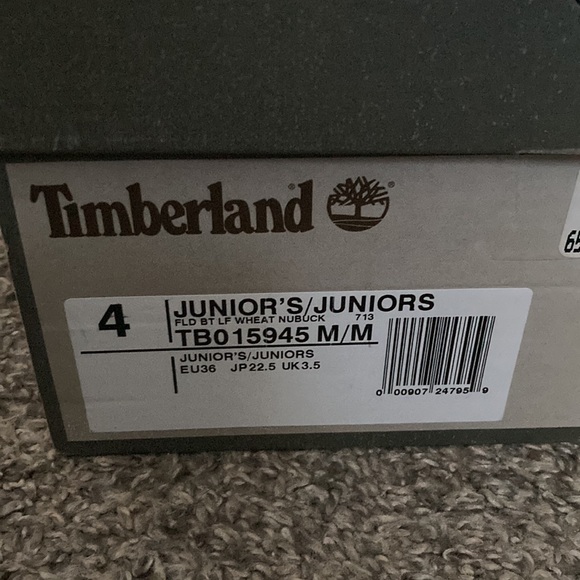 Timberland®
65
4
JUNIOR'S/JUNIORS
FLD BT LF WHEAT NUBUCK 713
TB015945 M/M
JUNIOR'S/JUNIORS
EU36 JP22.5 UK3.5
0 00907 24795 9